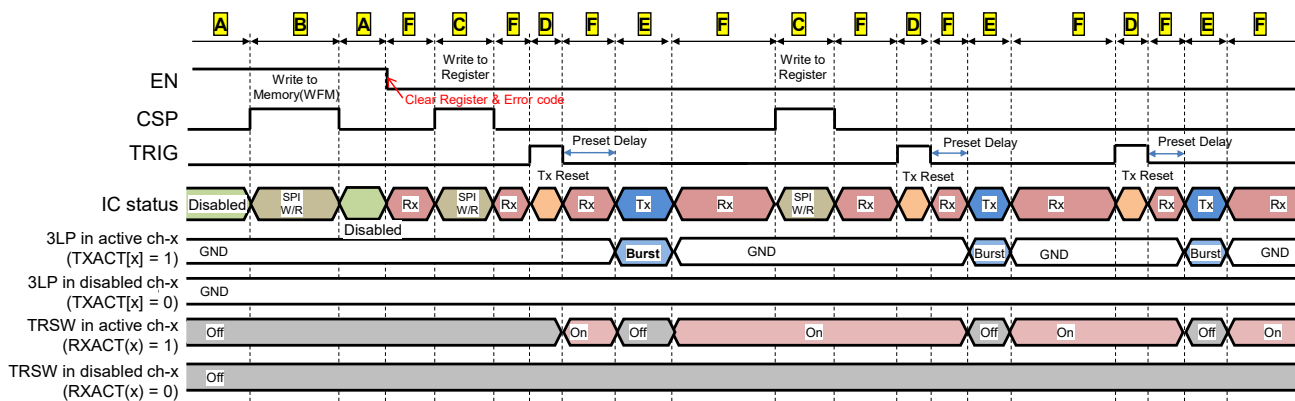 A B A F C F D F E F C F D F E F D F E F
Write to
Register
Write to
Register
EN
Write to
Memory(WFM)
Clear Register & Error code
CSP
TRIG
Preset Delay
Preset Delay
Preset Delay
Tx Reset
Tx Reset
Tx Reset
IC status
Disabled
SPI
W/R
Disabled
Rx
SPI
W/R
Rx
Rx
Tx
Rx
SPI
W/R
Rx
Rx
Tx
Rx
Rx
Tx
Rx
3LP in active ch-x
(TXACT[x] = 1)
GND
Burst
GND
Burst
GND
Burst
GND
3LP in disabled ch-x
(TXACT[x] = 0)
GND
TRSW in active ch-x
(RXACT(x) = 1)
Off
On
Off
On
Off
On
Off
On
TRSW in disabled ch-x
(RXACT(x) = 0)
Off